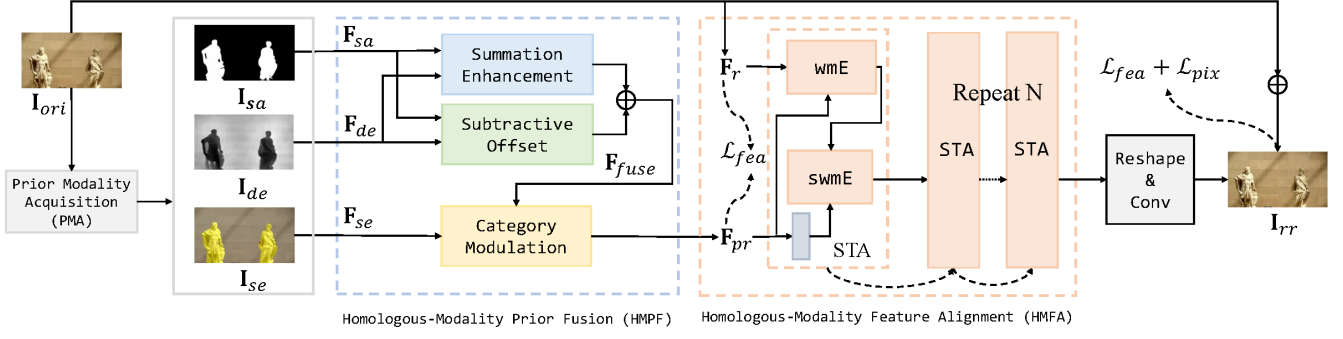 I_ori
Prior Modality
Acquisition
(PMA)
I_sa
I_de
I_se
F_sa
F_de
F_se
Summation
Enhancement
Subtractive
Offset
F_fuse
Category
Modulation
Homologous-Modality Prior Fusion (HMPF)
F_r
ℒ_fea
F_pr
wmE
swmE
STA
Repeat N
STA
STA
Homologous-Modality Feature Alignment (HMFA)
ℒ_fea + ℒ_pix
Reshape
&
Conv
I_rr